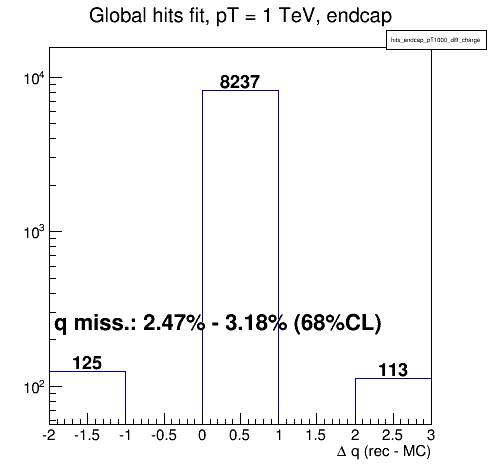 Global hits fit, pT = 1 TeV, endcap
hits_endcap_pT1000_diff_charge
10⁴
8237
10³
q miss.: 2.47% - 3.18% (68%CL)
125
113
10²
-2 -1.5 -1 -0.5 0 0.5 1 1.5 2 2.5 3
Δ q (rec - MC)